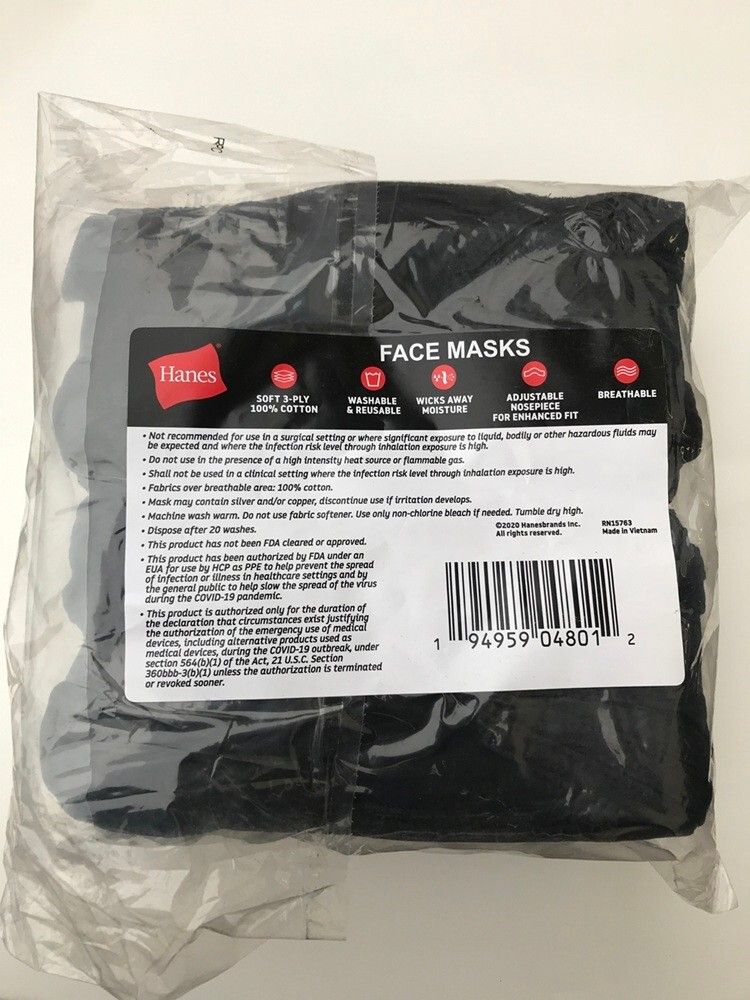 FACE MASKS
Hanes
SOFT 3-PLY
100% COTTON
WASHABLE
& REUSABLE
WICKS AWAY
MOISTURE
ADJUSTABLE
NOSEPIECE
FOR ENHANCED FIT
BREATHABLE
• Not recommended for use in a surgical setting or where significant exposure to liquid, bodily or other hazardous fluids may
be expected and where the infection risk level through inhalation exposure is high.
• Do not use in the presence of a high intensity heat source or flammable gas.
• Shall not be used in a clinical setting where the infection risk level through inhalation exposure is high.
• Fabrics over breathable area: 100% cotton.
• Mask may contain silver and/or copper, discontinue use if irritation develops.
• Machine wash warm. Do not use fabric softener. Use only non-chlorine bleach if needed. Tumble dry high.
• Dispose after 20 washes.
• This product has not been FDA cleared or approved.
• This product has been authorized by FDA under an
EUA for use by HCP as PPE to help prevent the spread
of infection or illness in healthcare settings and by
the general public to help slow the spread of the virus
during the COVID-19 pandemic.
• This product is authorized only for the duration of
the declaration that circumstances exist justifying
the authorization of the emergency use of medical
devices, including alternative products used as
medical devices, during the COVID-19 outbreak, under
section 564(b)(1) of the Act, 21 U.S.C. Section
360bbb-3(b)(1) unless the authorization is terminated
or revoked sooner.
©2020 Hanesbrands Inc.
All rights reserved.
RN15763
Made in Vietnam
1 94959 04801 2